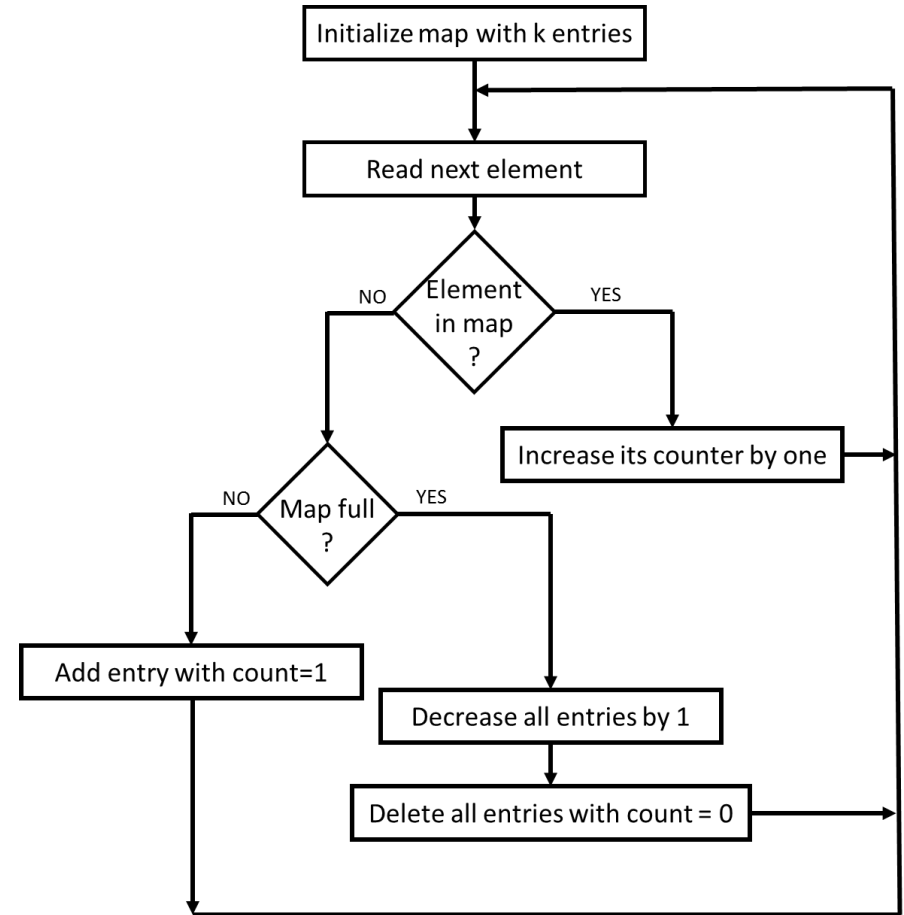 Initialize map with k entries
Read next element
Element
in map
?
NO
YES
Increase its counter by one
Map full
?
NO
YES
Add entry with count=1
Decrease all entries by 1
Delete all entries with count = 0